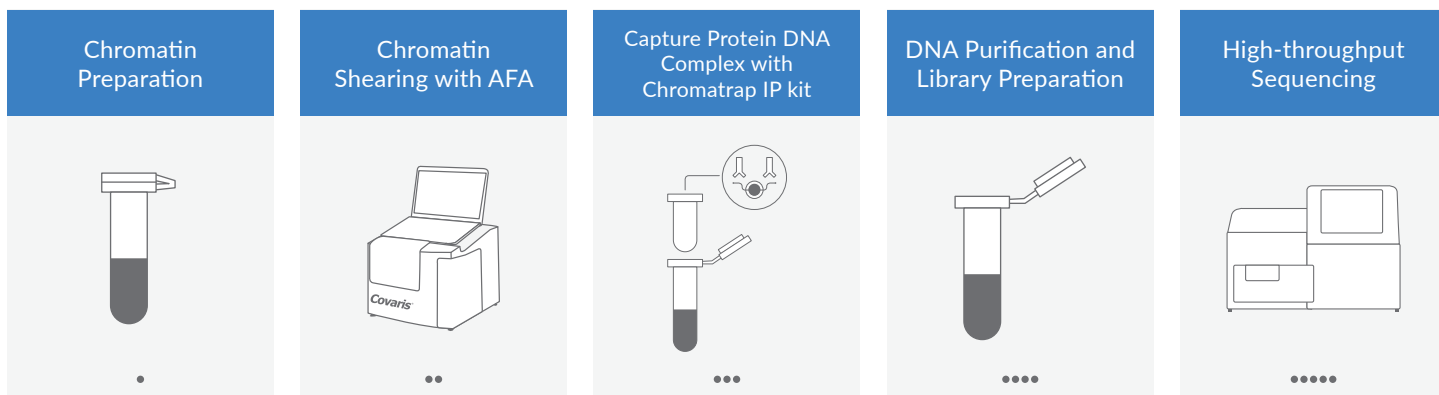 Chromatin
Preparation
Chromatin
Shearing with AFA
Capture Protein DNA
Complex with
Chromatrap IP kit
DNA Purification and
Library Preparation
High-throughput
Sequencing
Covaris